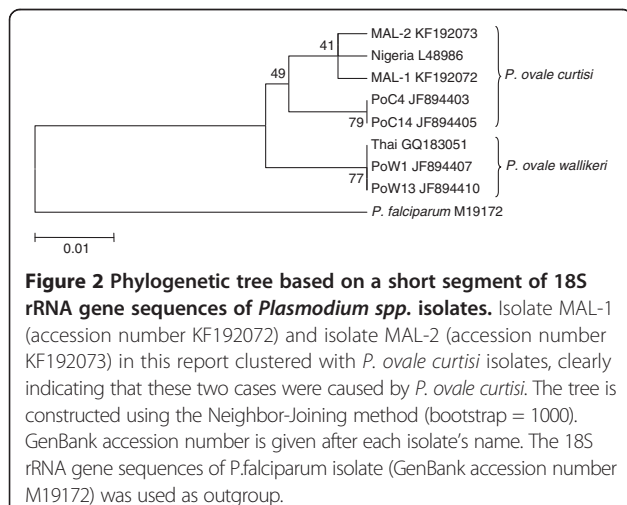 MAL-2 KF192073
41
Nigeria L48986
P. ovale curtisi
49
MAL-1 KF192072
PoC4 JF894403
79
PoC14 JF894405
Thai GQ183051
PoW1 JF894407
P. ovale wallikeri
77
PoW13 JF894410
P. falciparum M19172
0.01
Figure 2 Phylogenetic tree based on a short segment of 18S
rRNA gene sequences of Plasmodium spp. isolates. Isolate MAL-1
(accession number KF192072) and isolate MAL-2 (accession number
KF192073) in this report clustered with P. ovale curtisi isolates, clearly
indicating that these two cases were caused by P. ovale curtisi. The tree is
constructed using the Neighbor-Joining method (bootstrap = 1000).
GenBank accession number is given after each isolate's name. The 18S
rRNA gene sequences of P.falciparum isolate (GenBank accession number
M19172) was used as outgroup.